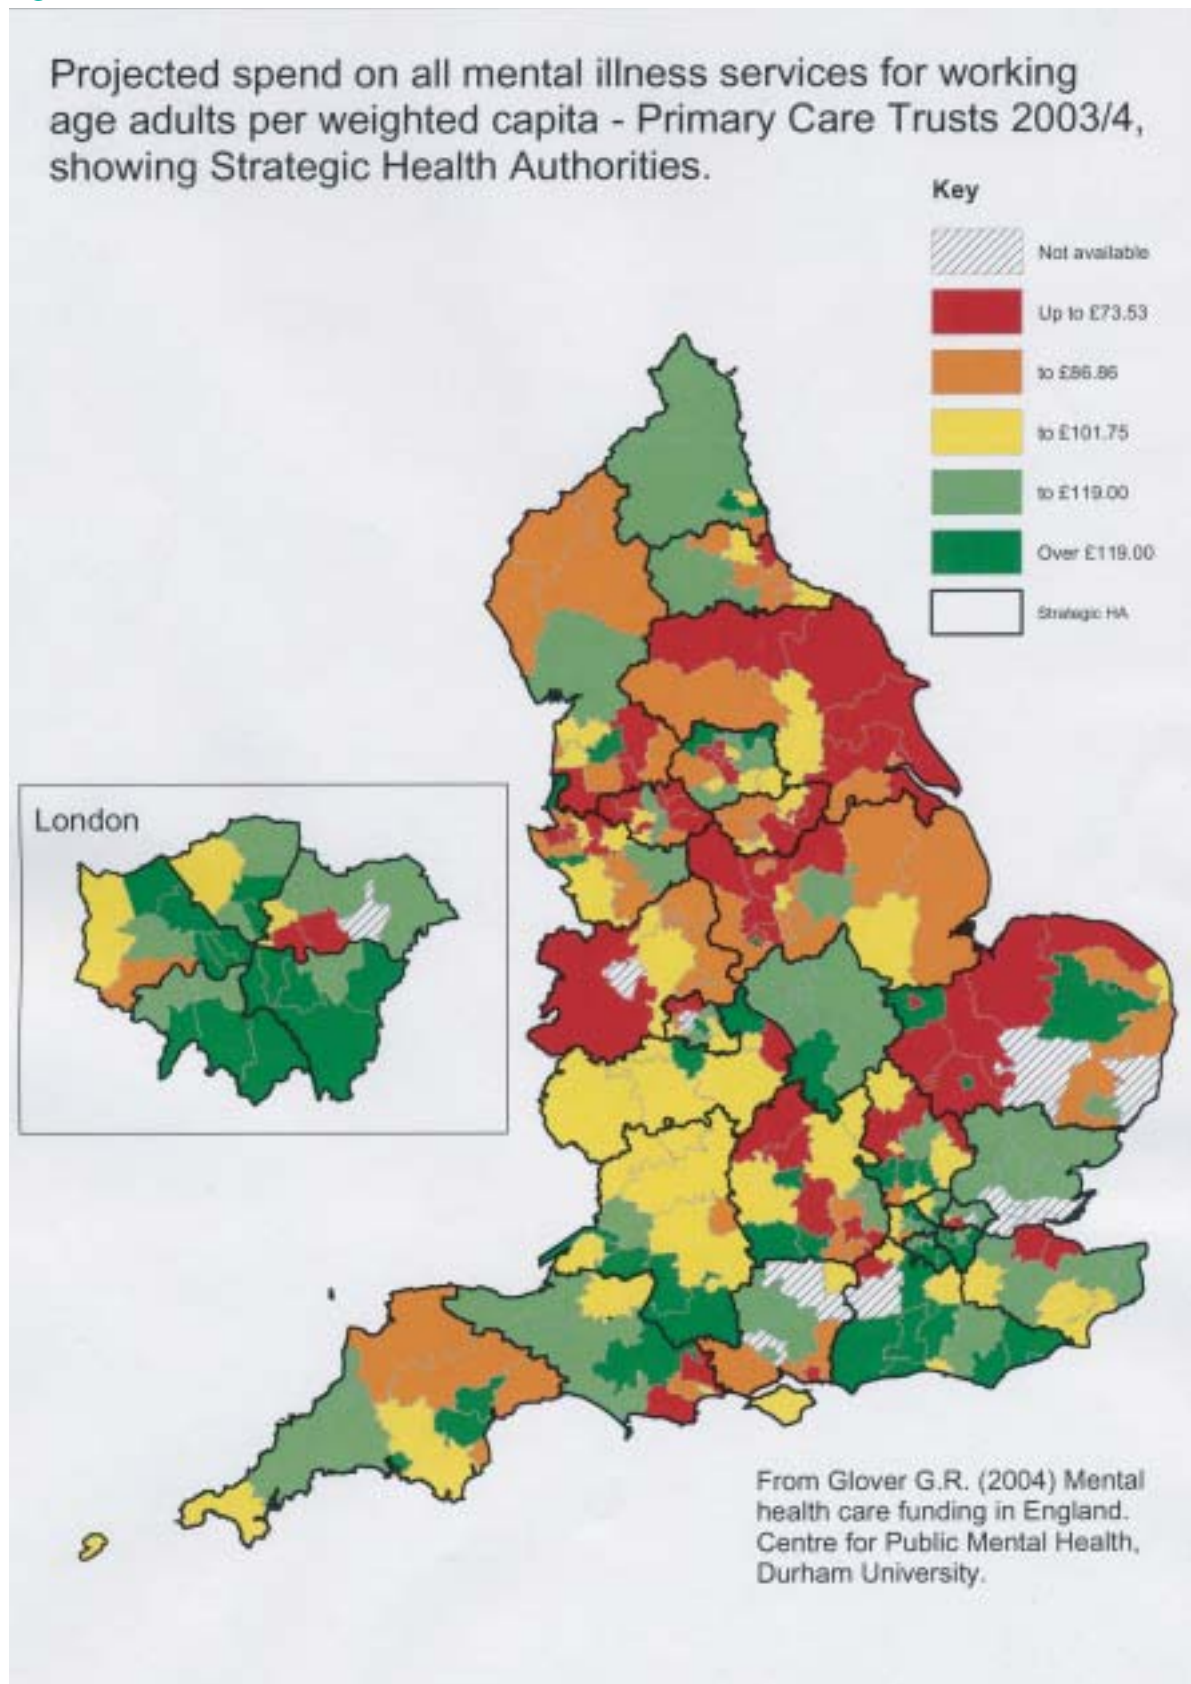 Projected spend on all mental illness services for working
age adults per weighted capita - Primary Care Trusts 2003/4,
showing Strategic Health Authorities.
Key
Not available
Up to £73.53
to £86.86
to £101.75
to £119.00
Over £119.00
Strategic HA
London
From Glover G.R. (2004) Mental
health care funding in England.
Centre for Public Mental Health,
Durham University.